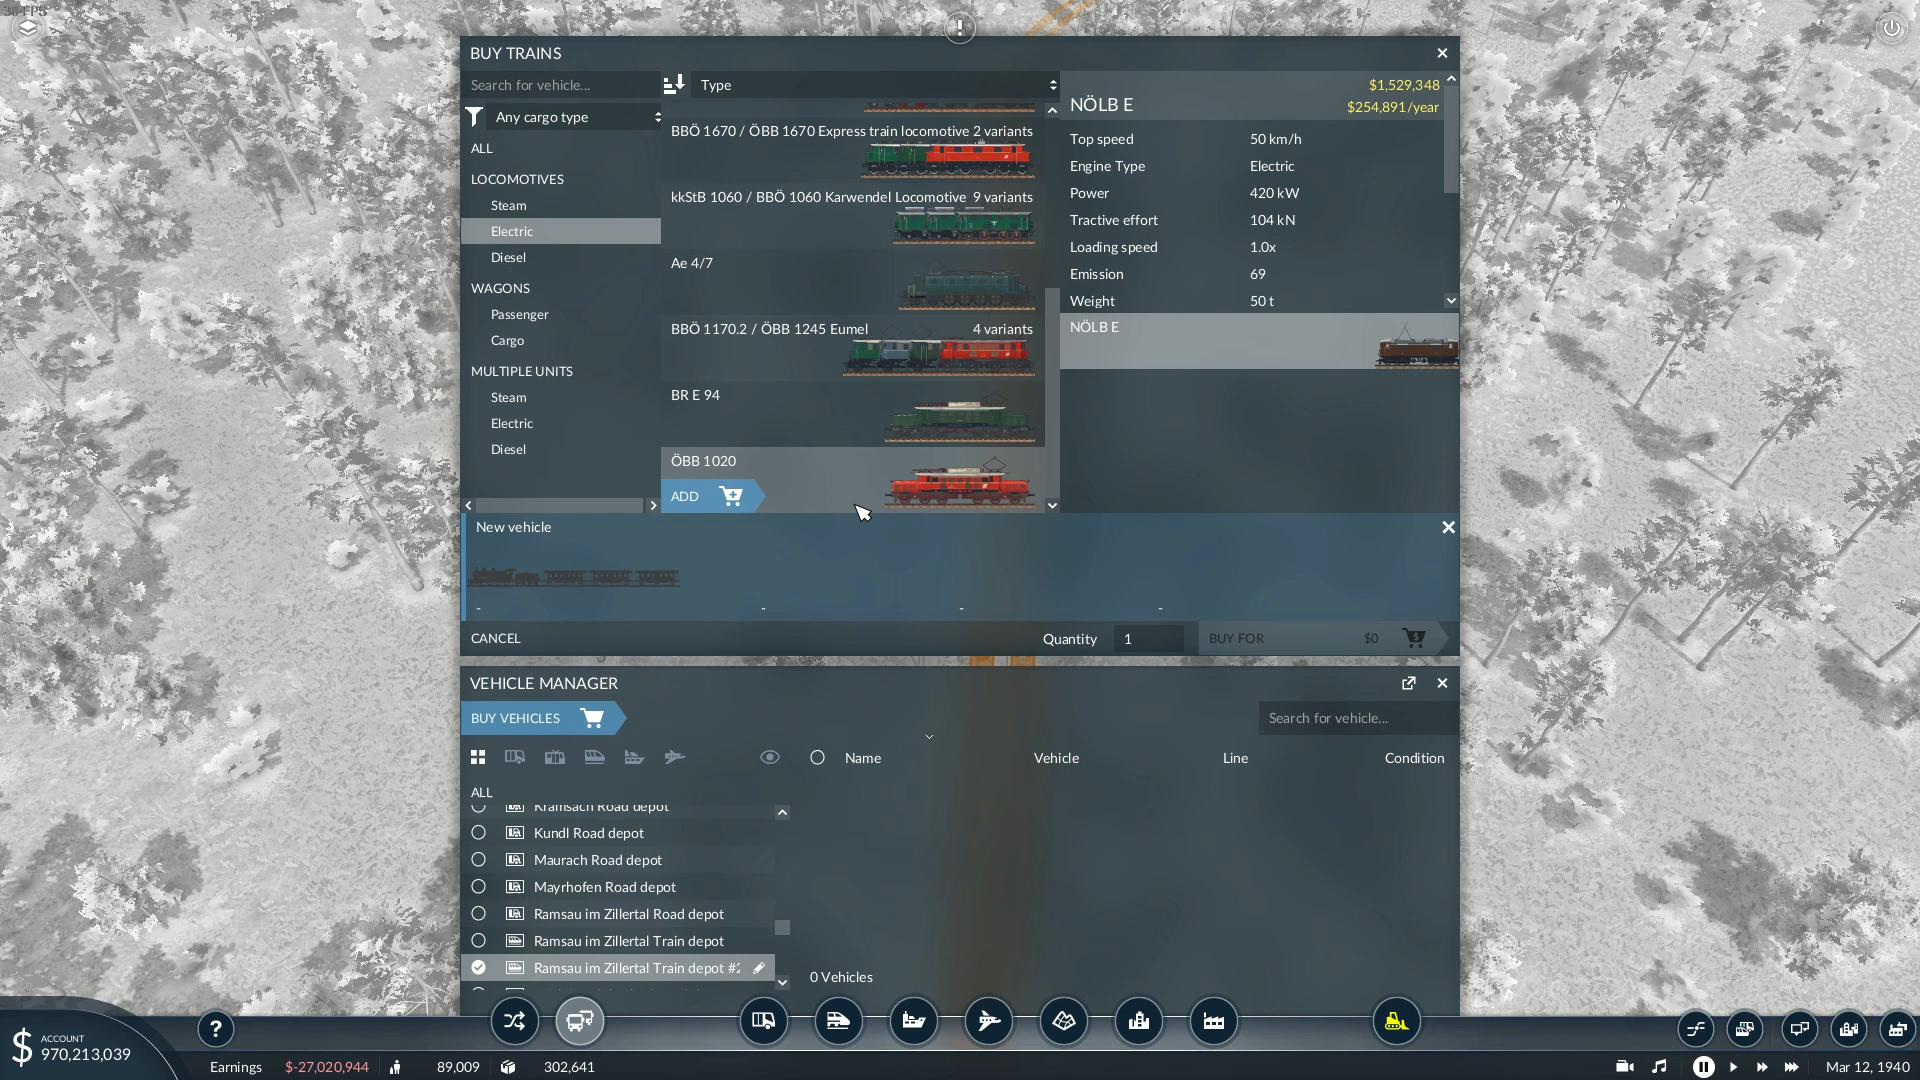 30 FPS
BUY TRAINS
Search for vehicle...
Type
Any cargo type
ALL
LOCOMOTIVES
Steam
Electric
Diesel
WAGONS
Passenger
Cargo
MULTIPLE UNITS
Steam
Electric
Diesel
BBÖ 1670 / ÖBB 1670 Express train locomotive 2 variants
kkStB 1060 / BBÖ 1060 Karwendel Locomotive 9 variants
Ae 4/7
BBÖ 1170.2 / ÖBB 1245 Eumel 4 variants
BR E 94
ÖBB 1020
ADD
$1,529,348
NÖLB E
$254,891/year
Top speed 50 km/h
Engine Type Electric
Power 420 kW
Tractive effort 104 kN
Loading speed 1.0x
Emission 69
Weight 50 t
NÖLB E
New vehicle
- - - -
CANCEL
Quantity 1
BUY FOR $0
VEHICLE MANAGER
BUY VEHICLES
Search for vehicle...
Name Vehicle Line Condition
ALL
Kramsach Road depot
Kundl Road depot
Maurach Road depot
Mayrhofen Road depot
Ramsau im Zillertal Road depot
Ramsau im Zillertal Train depot
Ramsau im Zillertal Train depot #2
0 Vehicles
ACCOUNT
$ 970,213,039
?
Earnings $-27,020,944 89,009 302,641
Mar 12, 1940